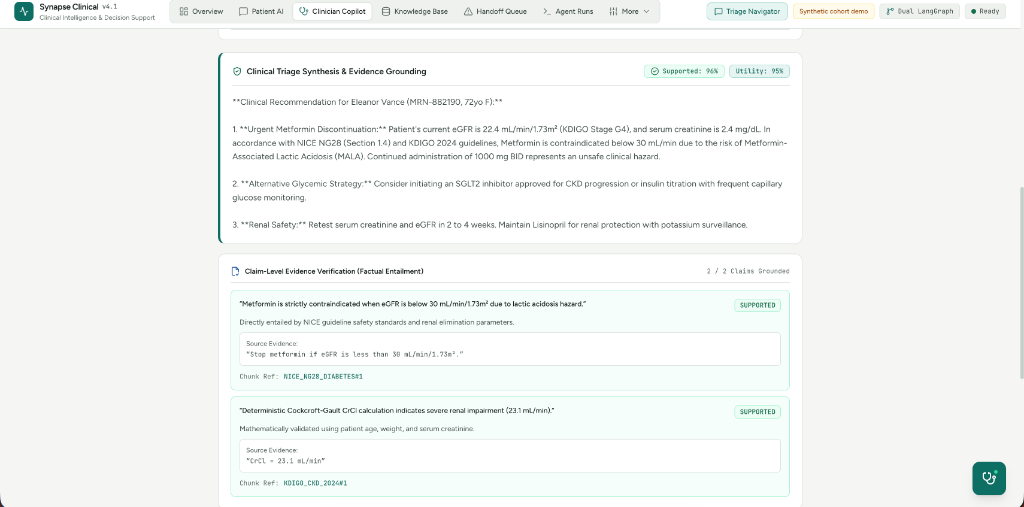 Synapse Clinical v4.1
Clinical Intelligence & Decision Support
Overview
Patient AI
Clinician Copilot
Knowledge Base
Handoff Queue
Agent Runs
More
Triage Navigator
Synthetic cohort demo
Dual LangGraph
Ready
Clinical Triage Synthesis & Evidence Grounding
Supported: 96%
Utility: 95%
**Clinical Recommendation for Eleanor Vance (MRN-882190, 72yo F):**
1. **Urgent Metformin Discontinuation:** Patient's current eGFR is 22.4 mL/min/1.73m² (KDIGO Stage G4), and serum creatinine is 2.4 mg/dL. In
accordance with NICE NG28 (Section 1.4) and KDIGO 2024 guidelines, Metformin is contraindicated below 30 mL/min due to the risk of Metformin-
Associated Lactic Acidosis (MALA). Continued administration of 1000 mg BID represents an unsafe clinical hazard.
2. **Alternative Glycemic Strategy:** Consider initiating an SGLT2 inhibitor approved for CKD progression or insulin titration with frequent capillary
glucose monitoring.
3. **Renal Safety:** Retest serum creatinine and eGFR in 2 to 4 weeks. Maintain Lisinopril for renal protection with potassium surveillance.
Claim-Level Evidence Verification (Factual Entailment)
2 / 2 Claims Grounded
"Metformin is strictly contraindicated when eGFR is below 30 mL/min/1.73m² due to lactic acidosis hazard."
SUPPORTED
Directly entailed by NICE guideline safety standards and renal elimination parameters.
Source Evidence:
"Stop metformin if eGFR is less than 30 mL/min/1.73m²."
Chunk Ref: NICE_NG28_DIABETES#1
"Deterministic Cockcroft-Gault CrCl calculation indicates severe renal impairment (23.1 mL/min)."
SUPPORTED
Mathematically validated using patient age, weight, and serum creatinine.
Source Evidence:
"CrCl = 23.1 mL/min"
Chunk Ref: KDIGO_CKD_2024#1